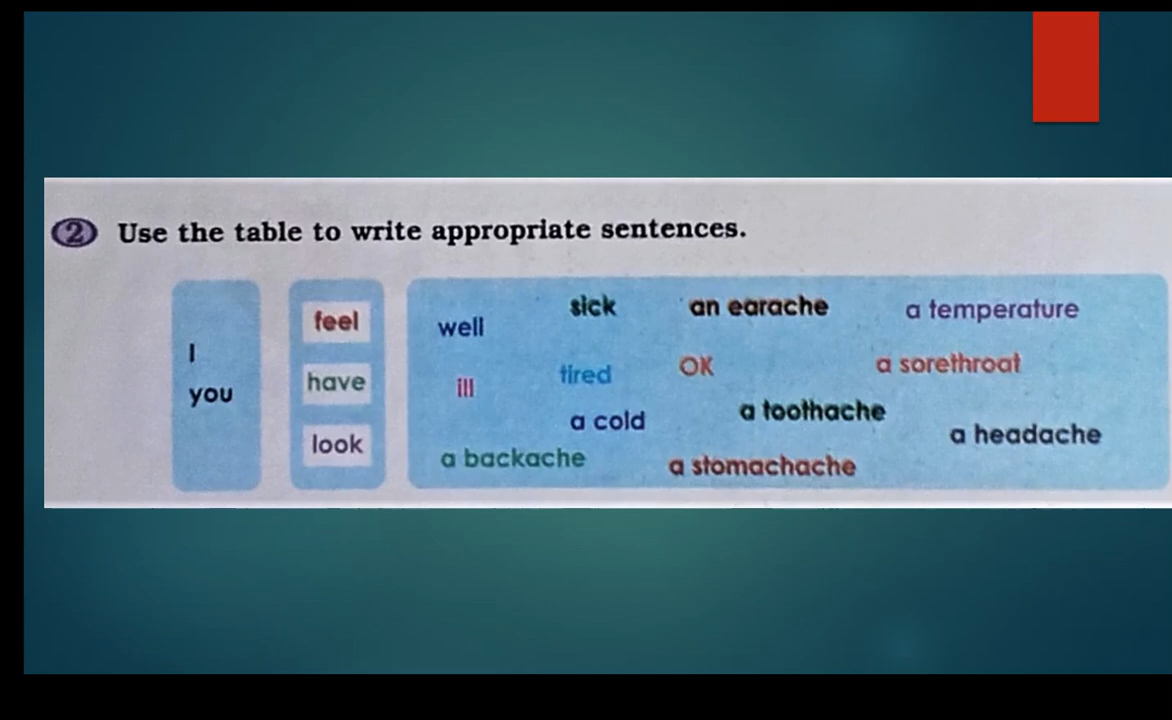 2 Use the table to write appropriate sentences.
I
you
feel
have
look
sick an earache a temperature
well
tired OK a sorethroat
ill
a cold a toothache a headache
a backache a stomachache